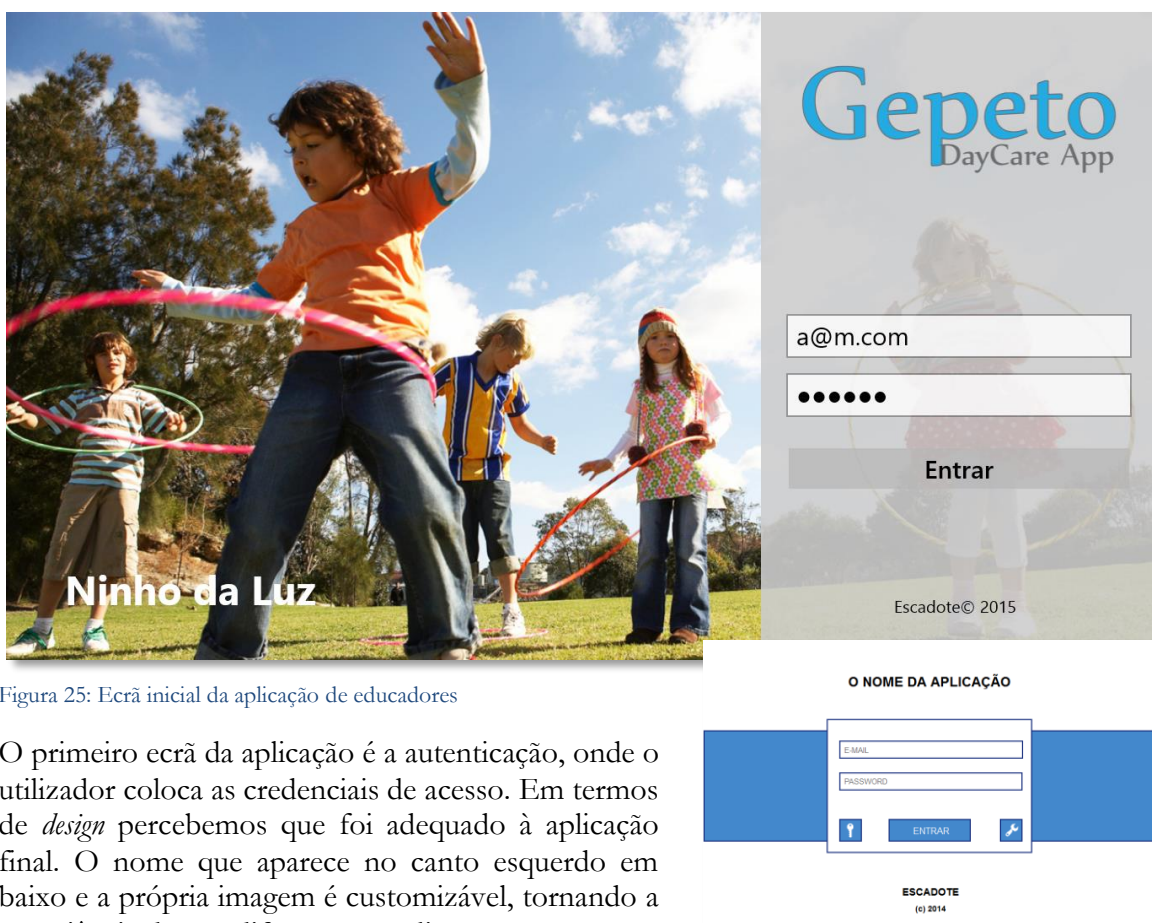 Gepeto
DayCare App
a@m.com
Entrar
Ninho da Luz
Escadote© 2015
Figura 25: Ecrã inicial da aplicação de educadores
O primeiro ecrã da aplicação é a autenticação, onde o
utilizador coloca as credenciais de acesso. Em termos
de design percebemos que foi adequado à aplicação
final. O nome que aparece no canto esquerdo em
baixo e a própria imagem é customizável, tornando a
O NOME DA APLICAÇÃO
E-MAIL
PASSWORD
ENTRAR
ESCADOTE
(c) 2014